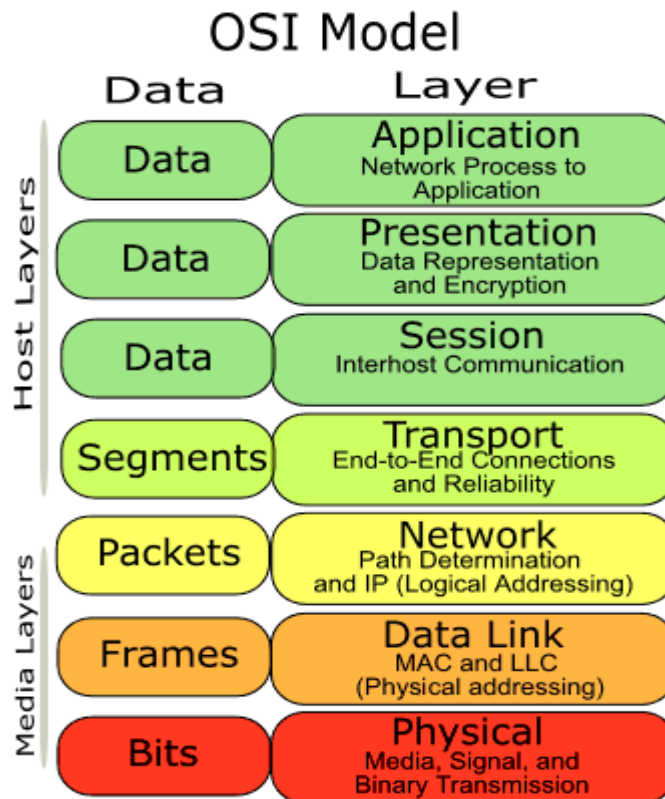 OSI Model
Data Layer
Host Layers
Data Application
Network Process to
Application
Data Presentation
Data Representation
and Encryption
Data Session
Interhost Communication
Segments Transport
End-to-End Connections
and Reliability
Media Layers
Packets Network
Path Determination
and IP (Logical Addressing)
Frames Data Link
MAC and LLC
(Physical addressing)
Bits Physical
Media, Signal, and
Binary Transmission